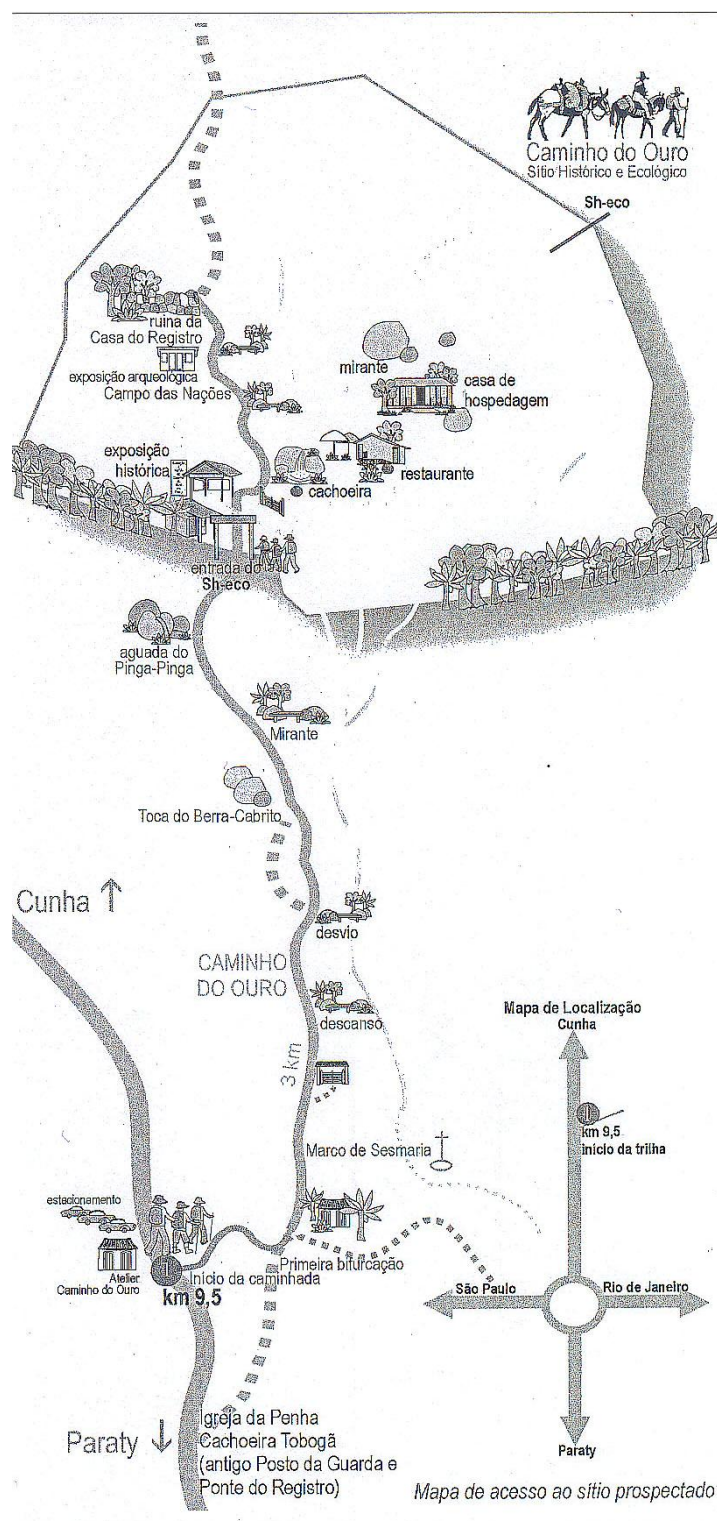 Caminho do Ouro
Sítio Histórico e Ecológico
Sh-eco
ruina da
Casa do Registro
exposição arqueológica
Campo das Nações
mirante
casa de
hospedagem
exposição
histórica
restaurante
cachoeira
entrada do
Sh-eco
aguada do
Pinga-Pinga
Mirante
Toca do Berra-Cabrito
Cunha ↑
desvio
CAMINHO
DO OURO
descanso
3 km
Mapa de Localização
Cunha
km 9,5
início da trilha
Marco de Sesmaria
estacionamento
Atelier
Caminho do Ouro
Início da caminhada
km 9,5
Primeira bifurcação
São Paulo
Rio de Janeiro
Paraty
Paraty ↓
Igreja da Penha
Cachoeira Tobogã
(antigo Posto da Guarda e
Ponte do Registro)
Mapa de acesso ao sítio prospectado